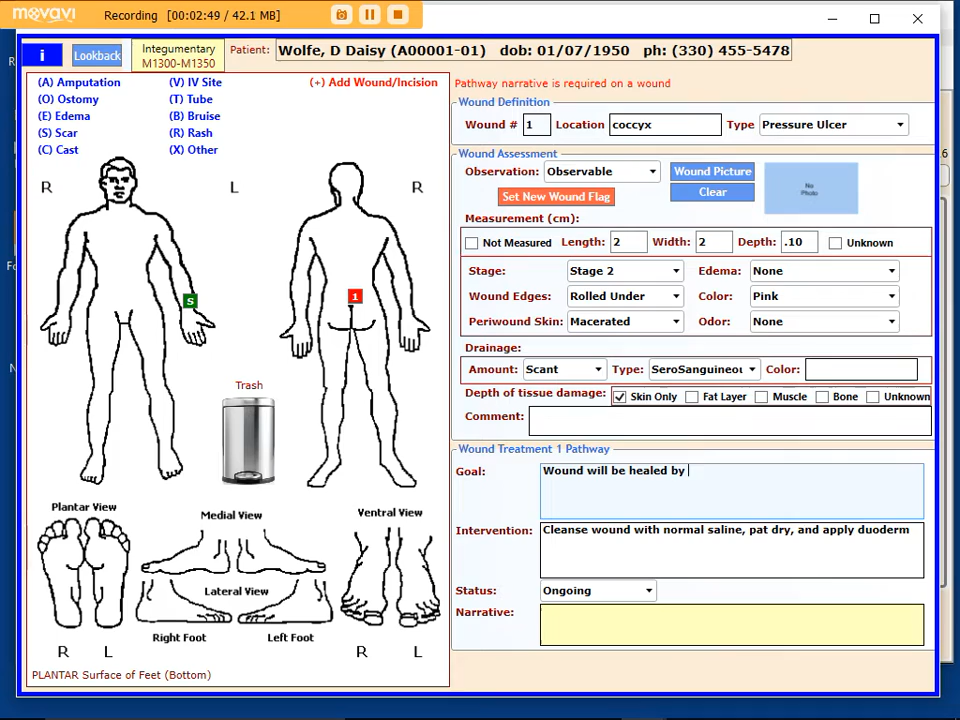 movavi Recording [00:02:49 / 42.1 MB]
i Lookback Integumentary M1300-M1350 Patient: Wolfe, D Daisy (A00001-01) dob: 01/07/1950 ph: (330) 455-5478
(A) Amputation (V) IV Site (+) Add Wound/Incision
(O) Ostomy (T) Tube
(E) Edema (B) Bruise
(S) Scar (R) Rash
(C) Cast (X) Other
R L R
S 1
Trash
Plantar View Medial View Ventral View
Lateral View
Right Foot Left Foot
R L R L
PLANTAR Surface of Feet (Bottom)
Pathway narrative is required on a wound
Wound Definition
Wound # 1 Location coccyx Type Pressure Ulcer
Wound Assessment
Observation: Observable Wound Picture No Photo
Set New Wound Flag Clear
Measurement (cm):
Not Measured Length: 2 Width: 2 Depth: .10 Unknown
Stage: Stage 2 Edema: None
Wound Edges: Rolled Under Color: Pink
Periwound Skin: Macerated Odor: None
Drainage:
Amount: Scant Type: SeroSanguineou Color:
Depth of tissue damage: Skin Only Fat Layer Muscle Bone Unknown
Comment:
Wound Treatment 1 Pathway
Goal: Wound will be healed by
Intervention: Cleanse wound with normal saline, pat dry, and apply duoderm
Status: Ongoing
Narrative: